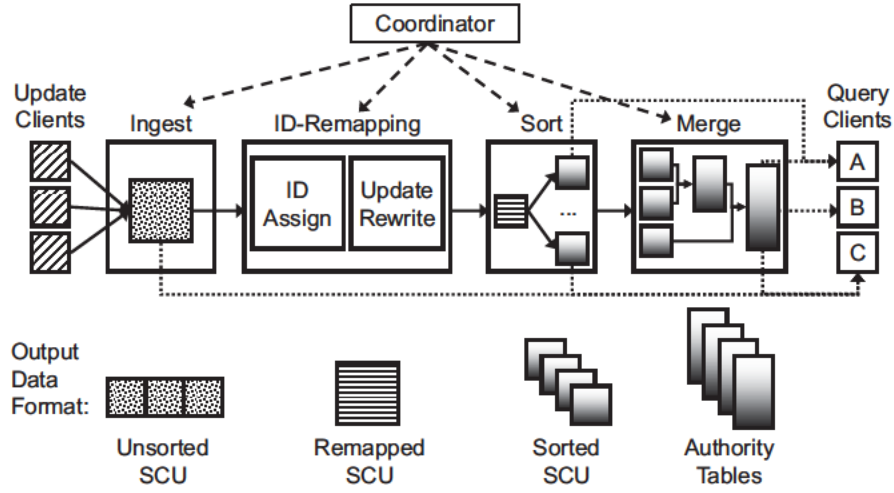 Coordinator
Update
Clients
Ingest
ID-Remapping
Sort
Merge
Query
Clients
ID
Assign
Update
Rewrite
...
A
B
C
Output
Data
Format:
Unsorted
SCU
Remapped
SCU
Sorted
SCU
Authority
Tables